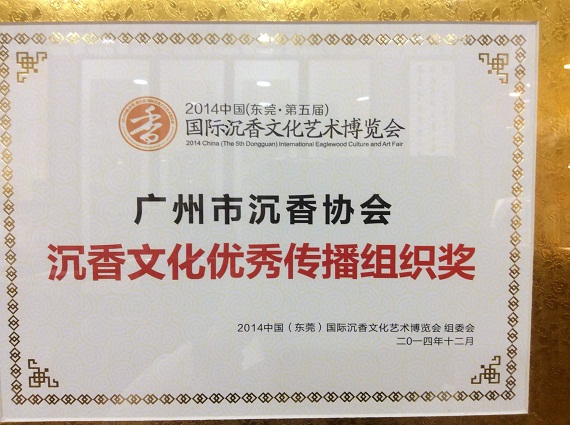 香
2014中国(东莞·第五届)
国际沉香文化艺术博览会
2014 China (The 5th Dongguan) International Eaglewood Culture and Art Fair
广州市沉香协会
沉香文化优秀传播组织奖
2014中国（东莞）国际沉香文化艺术博览会 组委会
二〇一四年十二月